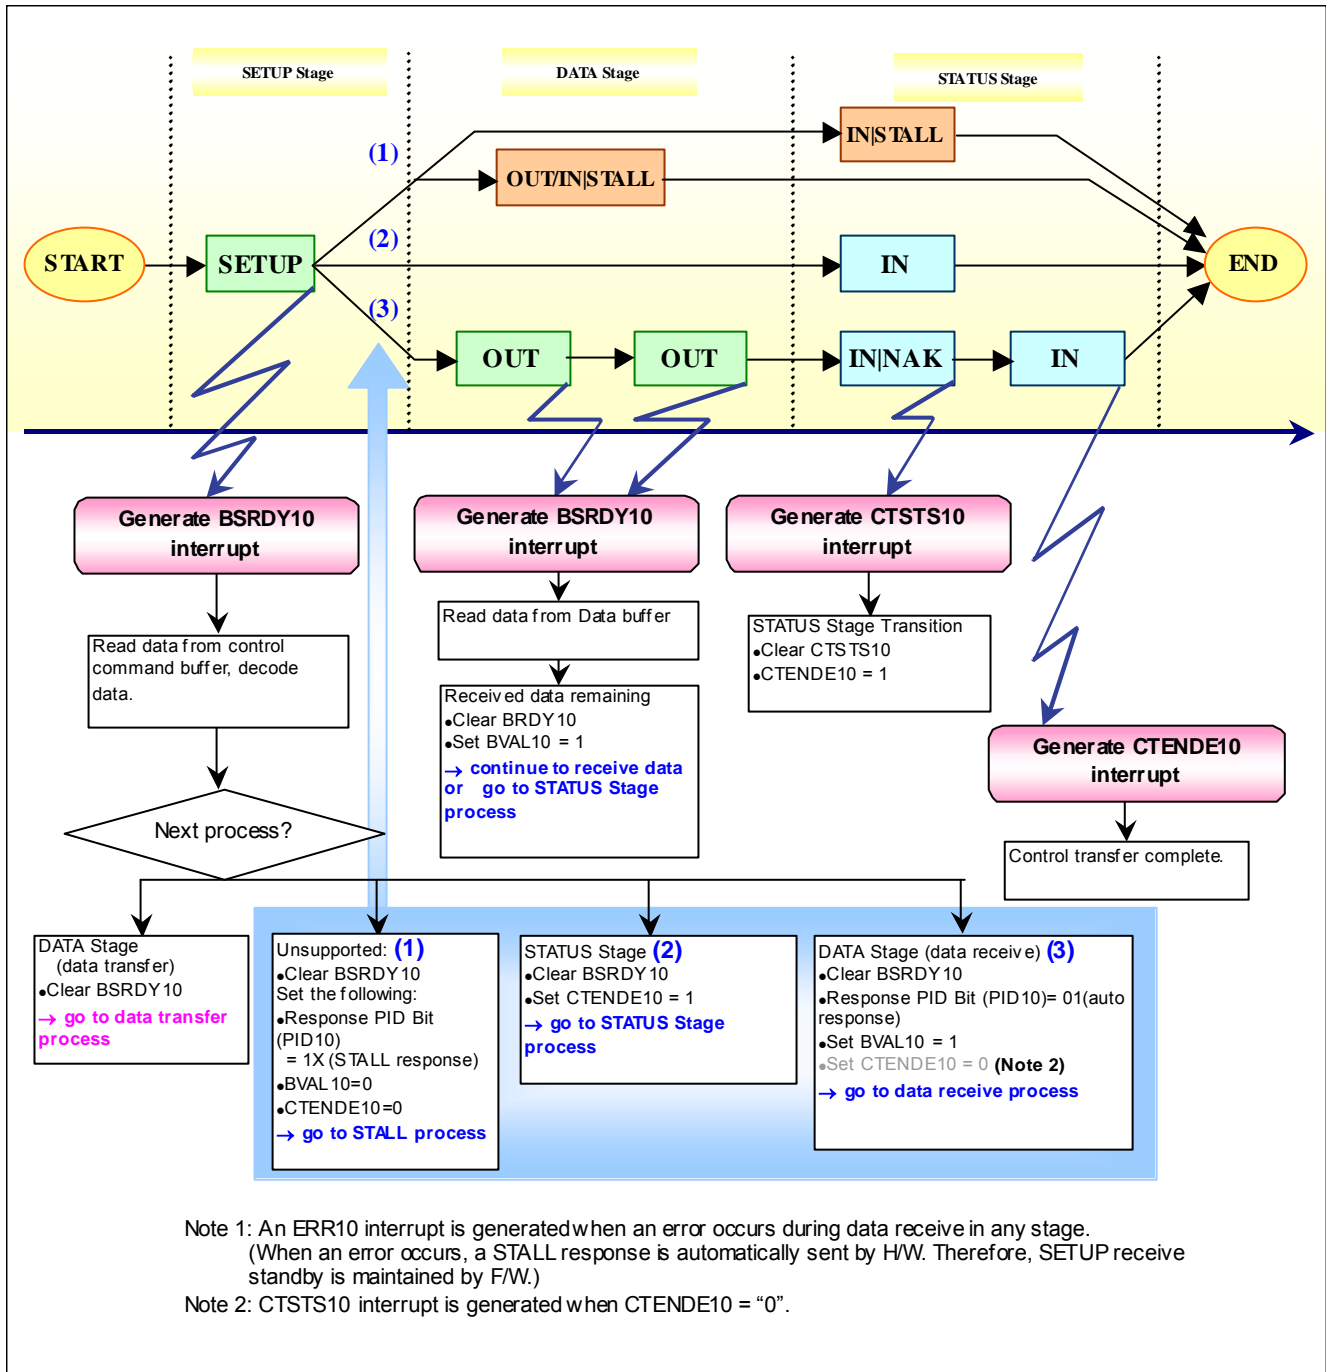 SETUP Stage
DATA Stage
STATUS Stage
IN|STALL
(1)
OUT/IN|STALL
(2)
START
SETUP
IN
END
(3)
OUT
OUT
IN|NAK
IN
Generate BSRDY10
interrupt
Generate BSRDY10
interrupt
Generate CTSTS10
interrupt
Read data from control
command buffer, decode
data.
Read data from Data buffer
STATUS Stage Transition
•Clear CTSTS10
•CTENDE10 = 1
Received data remaining
•Clear BRDY10
•Set BVAL10 = 1
→ continue to receive data
or go to STATUS Stage
process
Generate CTENDE10
interrupt
Next process?
Control transfer complete.
DATA Stage
(data transfer)
•Clear BSRDY10
→ go to data transfer
process
Unsupported: (1)
•Clear BSRDY10
Set the following:
•Response PID Bit
(PID10)
= 1X (STALL response)
•BVAL10=0
•CTENDE10=0
→ go to STALL process
STATUS Stage (2)
•Clear BSRDY10
•Set CTENDE10 = 1
→ go to STATUS Stage
process
DATA Stage (data receive) (3)
•Clear BSRDY10
•Response PID Bit (PID10)= 01(auto
response)
•Set BVAL10 = 1
•Set CTENDE10 = 0 (Note 2)
→ go to data receive process
Note 1: An ERR10 interrupt is generated when an error occurs during data receive in any stage.
(When an error occurs, a STALL response is automatically sent by H/W. Therefore, SETUP receive
standby is maintained by F/W.)
Note 2: CTSTS10 interrupt is generated when CTENDE10 = “0”.